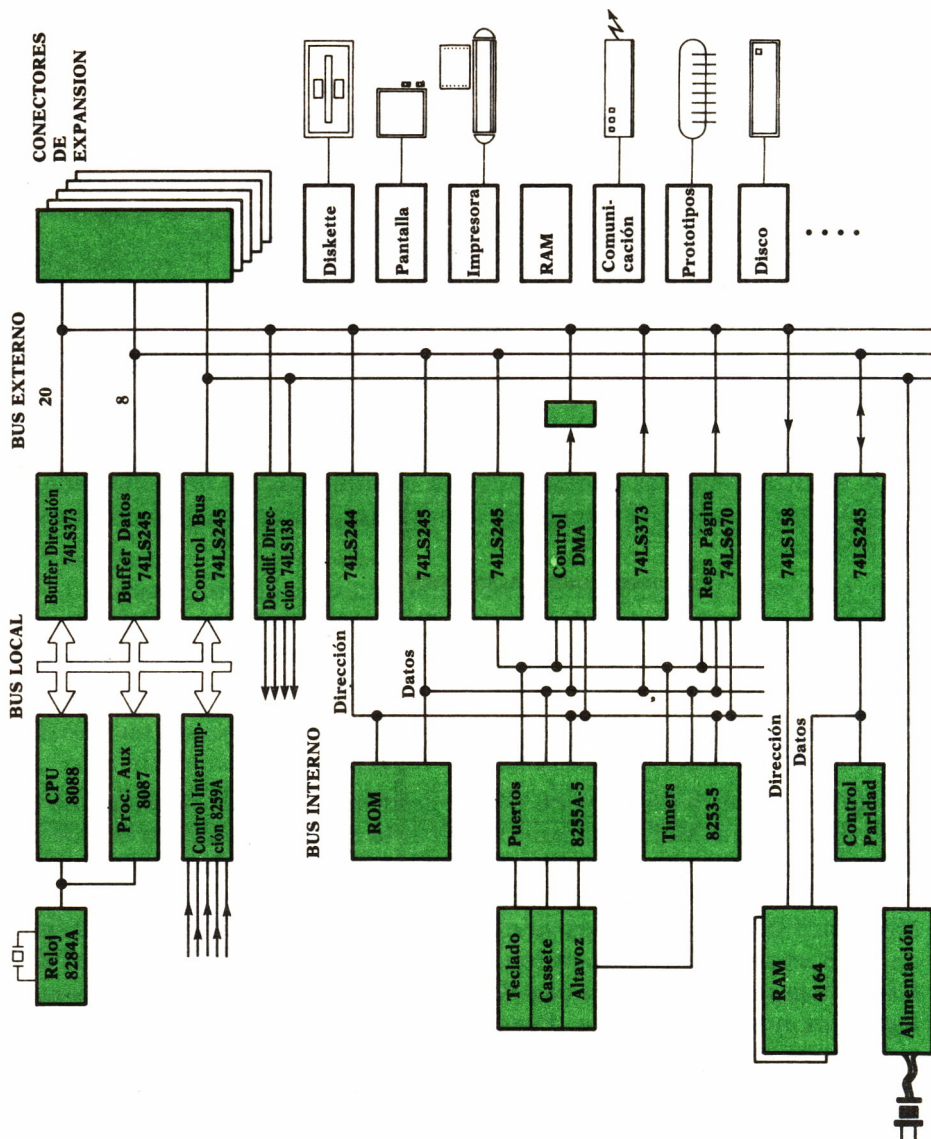 CONECTORES
DE
EXPANSION
BUS EXTERNO
BUS LOCAL
20
8
Reloj
8284A
CPU
8088
Proc. Aux
8087
Control Interrump-
ción 8259A
Buffer Dirección
74LS373
Buffer Datos
74LS245
Control Bus
74LS245
Decodif. Direc-
ción 74LS138
74LS244
74LS245
74LS245
Control
DMA
74LS373
Regs Página
74LS670
74LS158
74LS245
Dirección
Datos
BUS INTERNO
ROM
Puertos
8255A-5
Timers
8253-5
Teclado
Cassete
Altavoz
Dirección
Datos
RAM
4164
Control
Paridad
Alimentación
Diskette
Pantalla
Impresora
RAM
Comuni-
cación
Prototipos
Disco